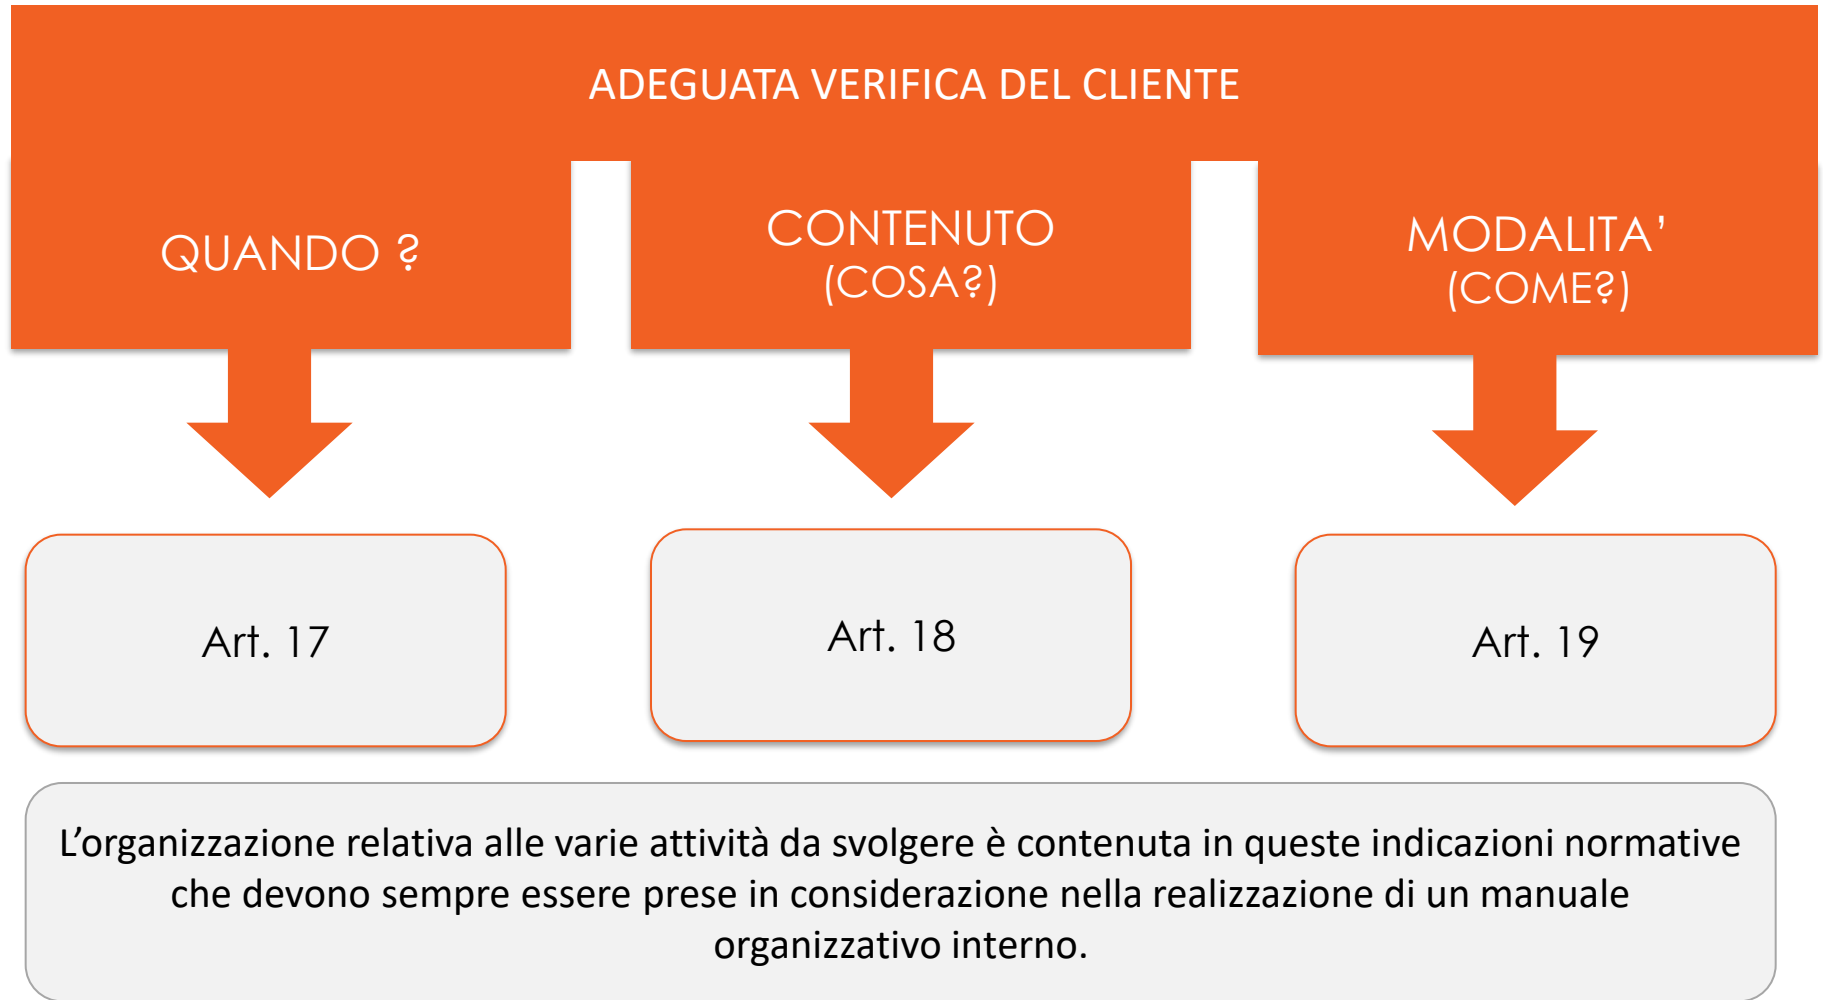 ADEGUATA VERIFICA DEL CLIENTE
QUANDO ?
CONTENUTO
(COSA?)
MODALITA’
(COME?)
Art. 17
Art. 18
Art. 19
L’organizzazione relativa alle varie attività da svolgere è contenuta in queste indicazioni normative
che devono sempre essere prese in considerazione nella realizzazione di un manuale
organizzativo interno.